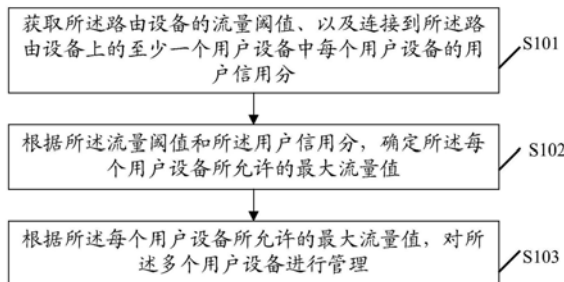 获取所述路由设备的流量阈值、以及连接到所述路
由设备上的至少一个用户设备中每个用户设备的用
户信用分
S101
根据所述流量阈值和所述用户信用分，确定所述每
个用户设备所允许的最大流量值
S102
根据所述每个用户设备所允许的最大流量值，对所
述多个用户设备进行管理
S103